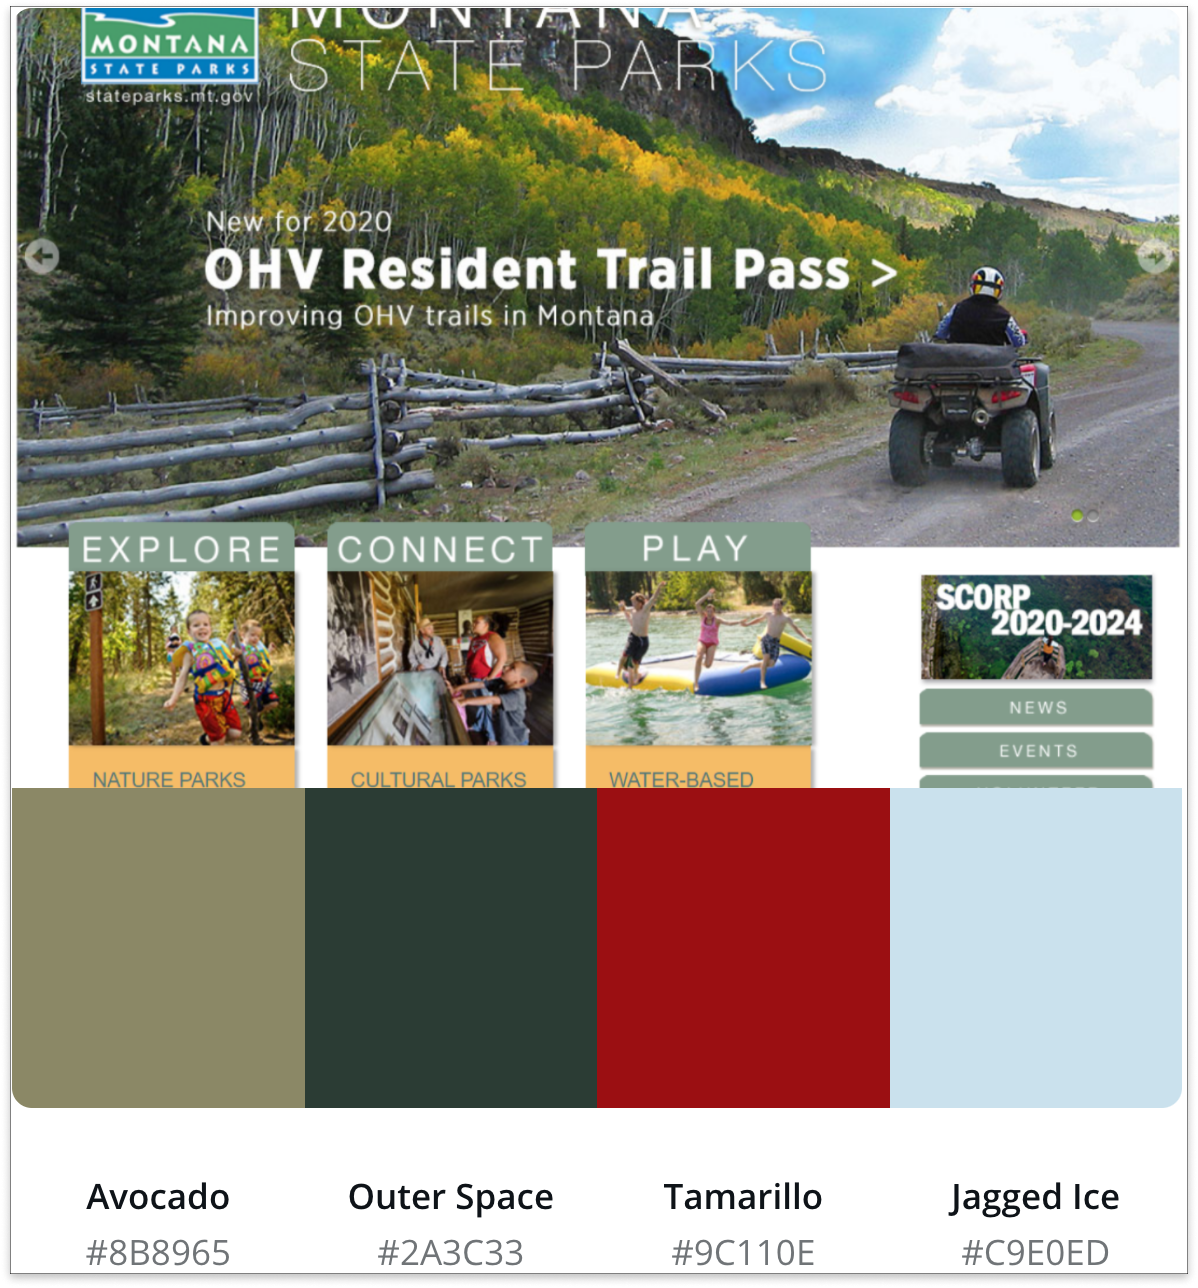 MONTANA
STATE PARKS
stateparks.mt.gov
MONTANA
STATE PARKS
New for 2020
OHV Resident Trail Pass >
Improving OHV trails in Montana
EXPLORE
CONNECT
PLAY
SCORP
2020-2024
NEWS
EVENTS
NATURE PARKS
CULTURAL PARKS
WATER-BASED
Avocado
Outer Space
Tamarillo
Jagged Ice
#8B8965
#2A3C33
#9C110E
#C9E0ED